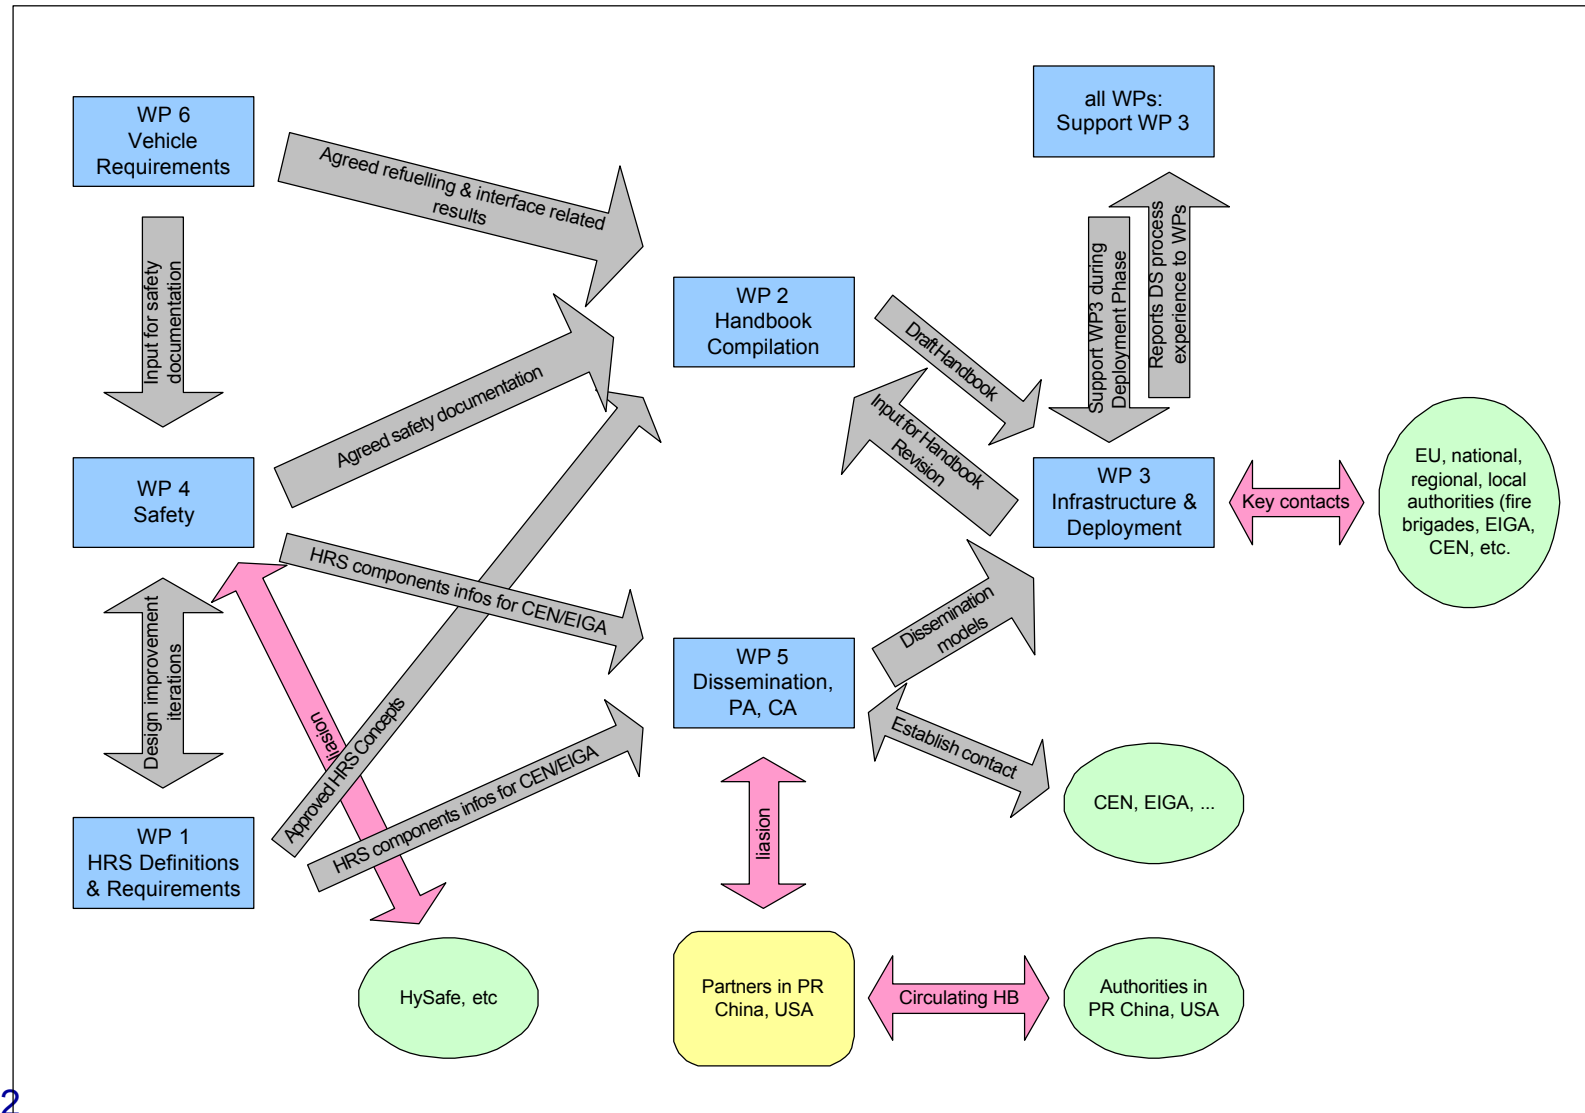 WP 6
Vehicle
Requirements
all WPs:
Support WP 3
Agreed refuelling & interface related
results
Input for safety
documentation
WP 2
Handbook
Compilation
Support WP3 during
Deployment Phase
Reports DS process
experience to WPs
Draft Handbook
Input for Handbook
Revision
Agreed safety documentation
WP 4
Safety
WP 3
Infrastructure &
Deployment
Key contacts
EU, national,
regional, local
authorities (fire
brigades, EIGA,
CEN, etc.
HRS components infos for CEN/EIGA
Design improvement
iterations
liasion
Approved HRS Concepts
WP 5
Dissemination,
PA, CA
Dissemination
models
Establish contact
CEN, EIGA, ...
HRS components infos for CEN/EIGA
liasion
WP 1
HRS Definitions
& Requirements
HySafe, etc
Partners in PR
China, USA
Circulating HB
Authorities in
PR China, USA
2